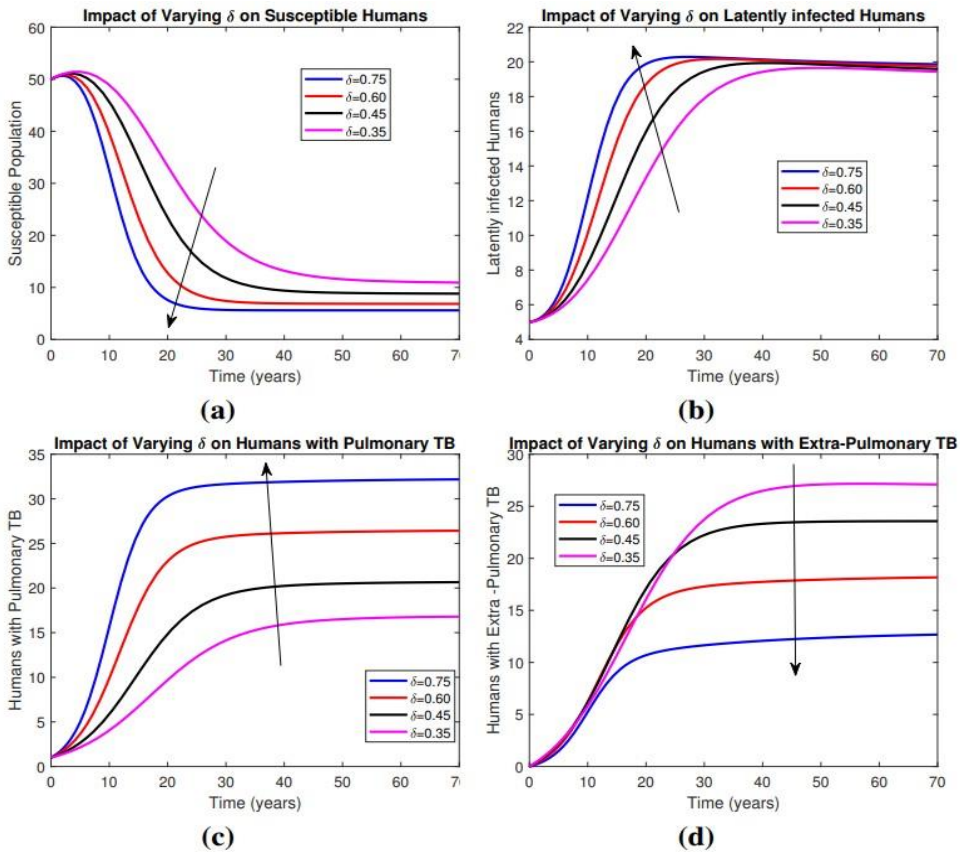 Impact of Varying δ on Susceptible Humans
Susceptible Population
60
50
40
30
20
10
0
δ=0.75
δ=0.60
δ=0.45
δ=0.35
0 10 20 30 40 50 60 70
Time (years)
(a)
Impact of Varying δ on Latently infected Humans
Latently infected Humans
20
18
16
14
12
10
8
6
4
δ=0.75
δ=0.60
δ=0.45
δ=0.35
0 10 20 30 40 50 60 70
Time (years)
(b)
Impact of Varying δ on Humans with Pulmonary TB
Humans with Pulmonary TB
35
30
25
20
15
10
5
0
δ=0.75
δ=0.60
δ=0.45
δ=0.35
0 10 20 30 40 50 60 70
Time (years)
(c)
Impact of Varying δ on Humans with Extra-Pulmonary TB
Humans with Extra -Pulmonary TB
30
25
20
15
10
5
0
δ=0.75
δ=0.60
δ=0.45
δ=0.35
0 10 20 30 40 50 60 70
Time (years)
(d)